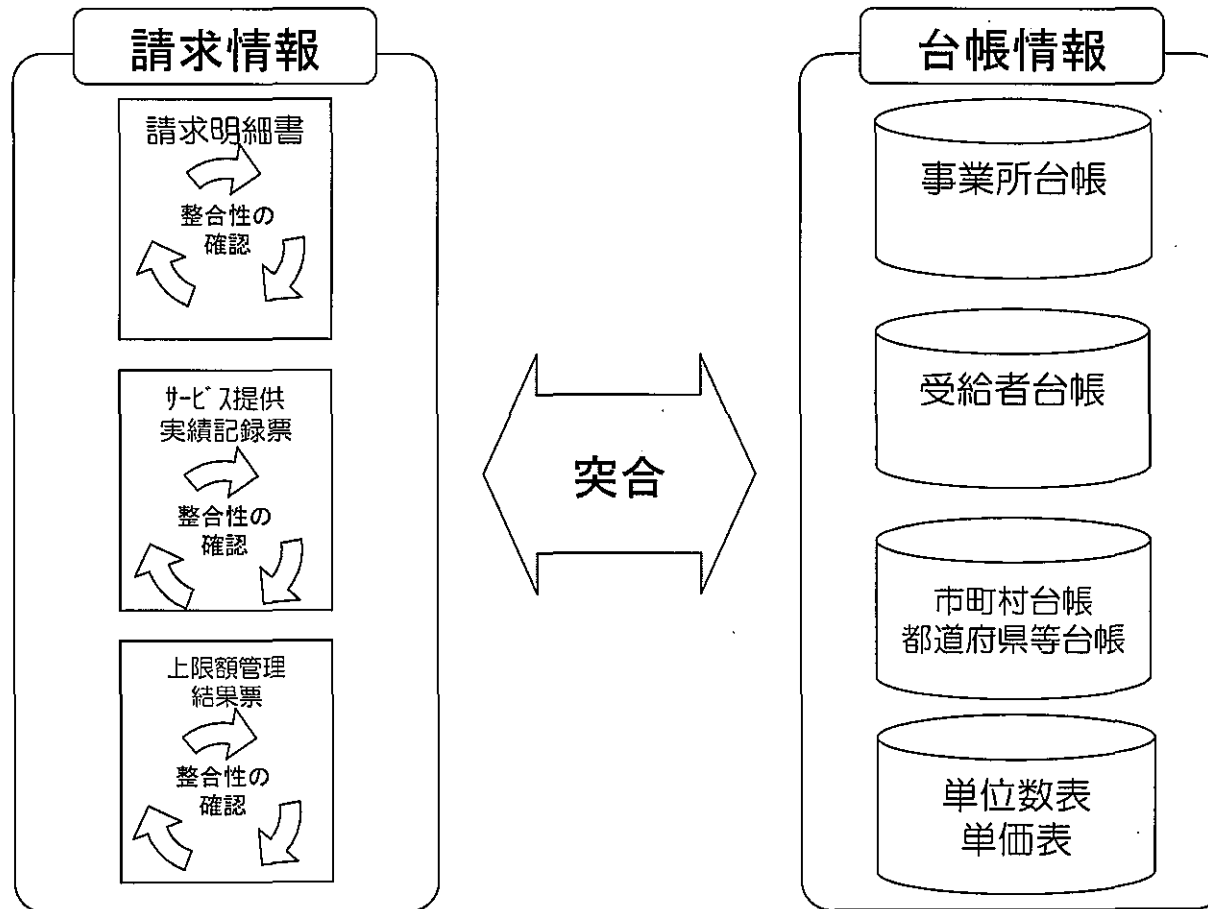 請求情報
請求明細書
整合性の
確認
サービス提供
実績記録票
整合性の
確認
上限額管理
結果票
整合性の
確認
突合
台帳情報
事業所台帳
受給者台帳
市町村台帳
都道府県等台帳
単位数表
単価表